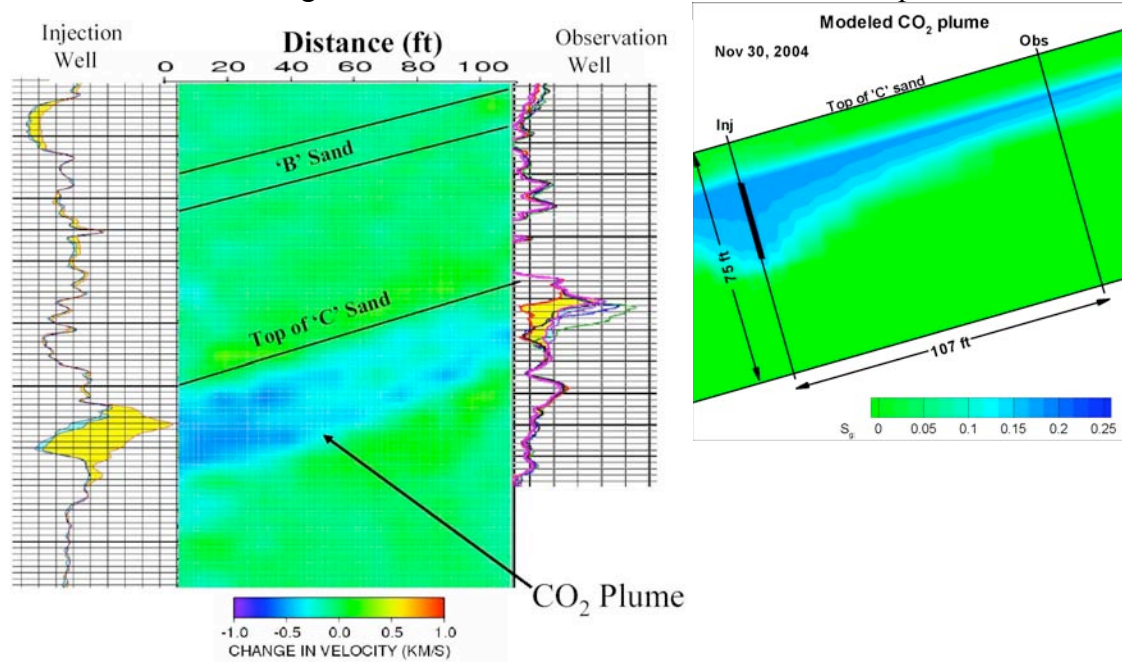 Injection
Well
Distance (ft)
Observation
Well
0 20 40 60 80 100
'B' Sand
Top of 'C' Sand
CO2 Plume
-1.0 -0.5 0.0 0.5 1.0
CHANGE IN VELOCITY (KM/S)
Modeled CO2 plume
Nov 30, 2004
Obs
Top of 'C' sand
Inj
75 ft
107 ft
Sg: 0 0.05 0.1 0.15 0.2 0.25